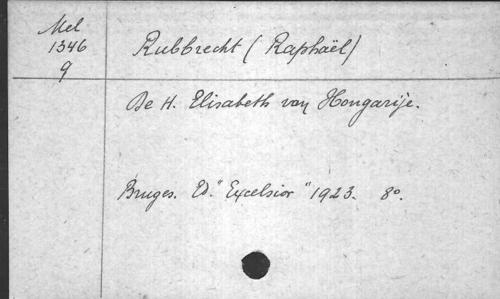 Mel
1346
9
Rubbrecht (Raphaël)
De H. Elisabeth van Hongarije.
Bruges. Ed. "Excelsior" 1923. 8°.